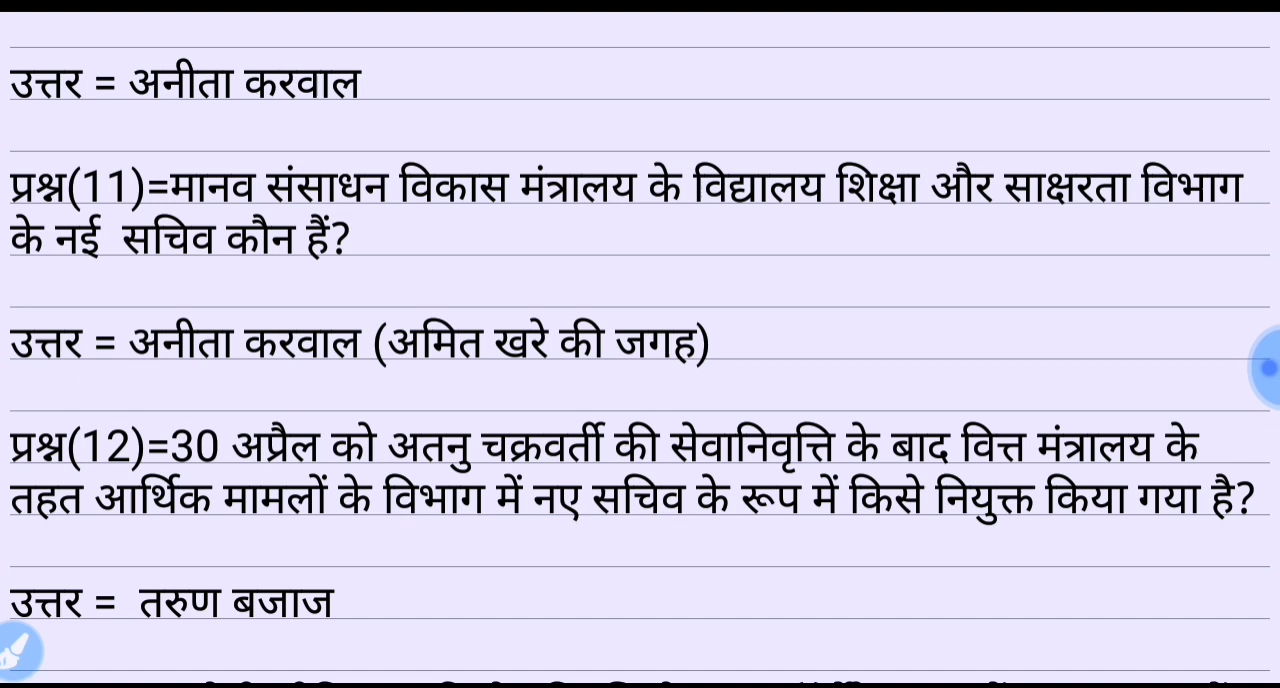 उत्तर = अनीता करवाल
प्रश्न(11)=मानव संसाधन विकास मंत्रालय के विद्यालय शिक्षा और साक्षरता विभाग
के नई सचिव कौन हैं?
उत्तर = अनीता करवाल (अमित खरे की जगह)
प्रश्न(12)=30 अप्रैल को अतनु चक्रवर्ती की सेवानिवृत्ति के बाद वित्त मंत्रालय के
तहत आर्थिक मामलों के विभाग में नए सचिव के रूप में किसे नियुक्त किया गया है?
उत्तर = तरुण बजाज